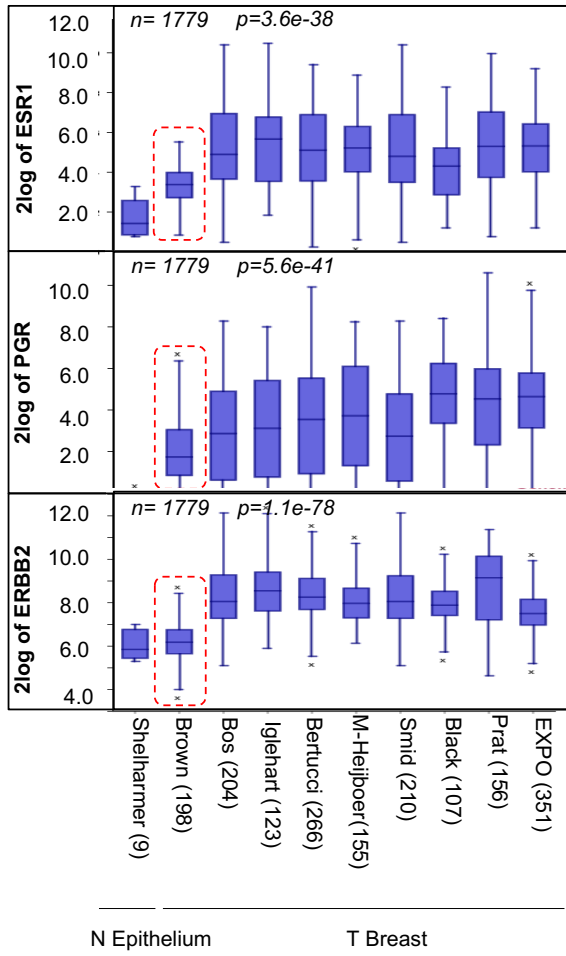 n= 1779 p=3.6e-38
2log of ESR1
12.0
10.0
8.0
6.0
4.0
2.0
n= 1779 p=5.6e-41
2log of PGR
10.0
8.0
6.0
4.0
2.0
n= 1779 p=1.1e-78
2log of ERBB2
12.0
10.0
8.0
6.0
4.0
Shelharmer (9)
Brown (198)
Bos (204)
Iglehart (123)
Bertucci (266)
M-Heijboer(155)
Smid (210)
Black (107)
Prat (156)
EXPO (351)
N Epithelium
T Breast